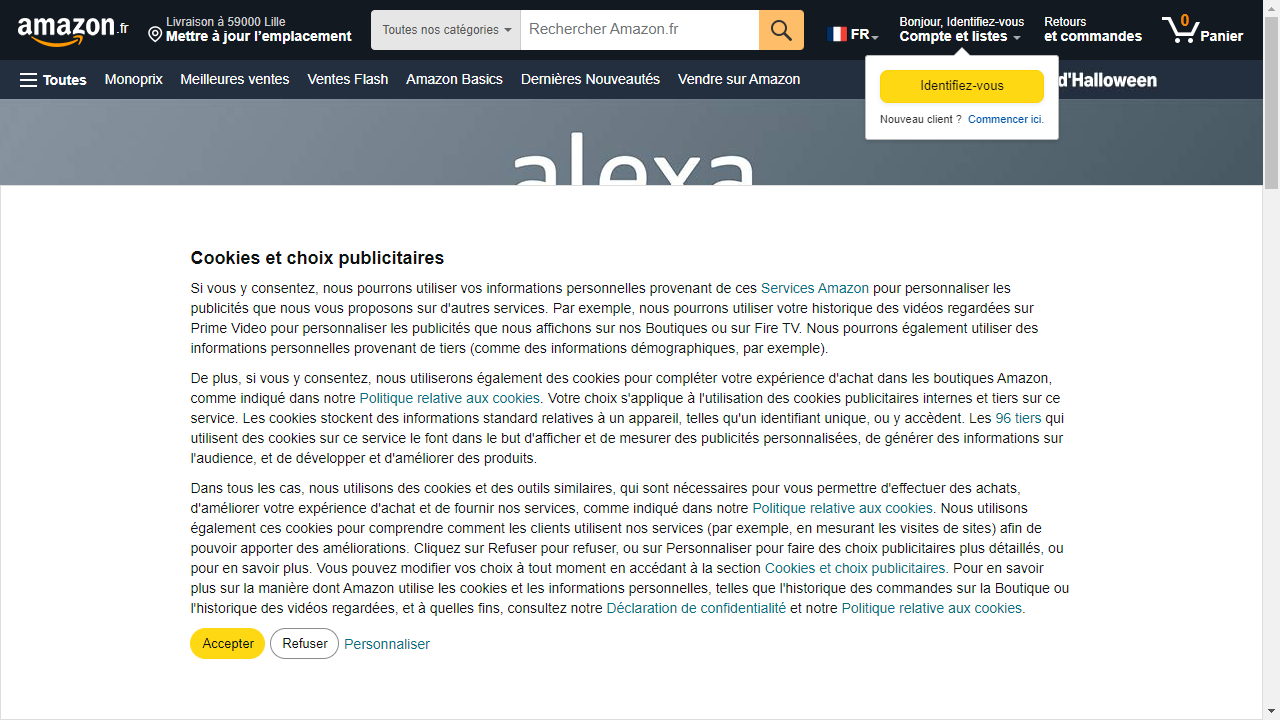 amazon.fr
Livraison à 59000 Lille
Mettre à jour l'emplacement
Toutes nos catégories
Rechercher Amazon.fr
FR
Bonjour, Identifiez-vous
Compte et listes
Retours
et commandes
0
Panier
Toutes
Monoprix
Meilleures ventes
Ventes Flash
Amazon Basics
Dernières Nouveautés
Vendre sur Amazon
d'Halloween
Identifiez-vous
Nouveau client ? Commencer ici.
alexa
Cookies et choix publicitaires
Si vous y consentez, nous pourrons utiliser vos informations personnelles provenant de ces Services Amazon pour personnaliser les
publicités que nous vous proposons sur d'autres services. Par exemple, nous pourrons utiliser votre historique des vidéos regardées sur
Prime Video pour personnaliser les publicités que nous affichons sur nos Boutiques ou sur Fire TV. Nous pourrons également utiliser des
informations personnelles provenant de tiers (comme des informations démographiques, par exemple).
De plus, si vous y consentez, nous utiliserons également des cookies pour compléter votre expérience d'achat dans les boutiques Amazon,
comme indiqué dans notre Politique relative aux cookies. Votre choix s'applique à l'utilisation des cookies publicitaires internes et tiers sur ce
service. Les cookies stockent des informations standard relatives à un appareil, telles qu'un identifiant unique, ou y accèdent. Les 96 tiers qui
utilisent des cookies sur ce service le font dans le but d'afficher et de mesurer des publicités personnalisées, de générer des informations sur
l'audience, et de développer et d'améliorer des produits.
Dans tous les cas, nous utilisons des cookies et des outils similaires, qui sont nécessaires pour vous permettre d'effectuer des achats,
d'améliorer votre expérience d'achat et de fournir nos services, comme indiqué dans notre Politique relative aux cookies. Nous utilisons
également ces cookies pour comprendre comment les clients utilisent nos services (par exemple, en mesurant les visites de sites) afin de
pouvoir apporter des améliorations. Cliquez sur Refuser pour refuser, ou sur Personnaliser pour faire des choix publicitaires plus détaillés, ou
pour en savoir plus. Vous pouvez modifier vos choix à tout moment en accédant à la section Cookies et choix publicitaires. Pour en savoir
plus sur la manière dont Amazon utilise les cookies et les informations personnelles, telles que l'historique des commandes sur la Boutique ou
l'historique des vidéos regardées, et à quelles fins, consultez notre Déclaration de confidentialité et notre Politique relative aux cookies.
Accepter
Refuser
Personnaliser